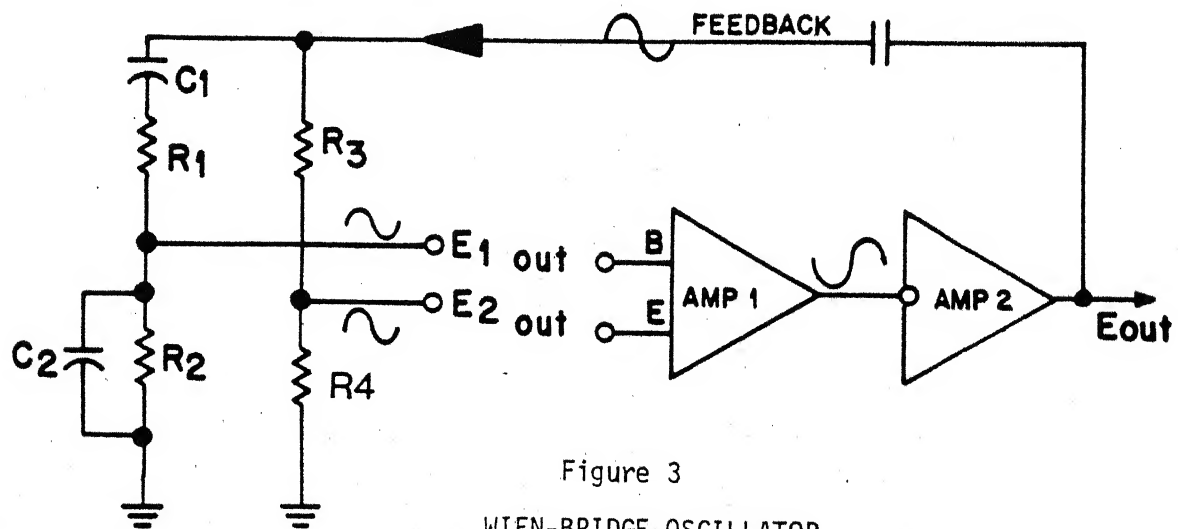 FEEDBACK
C1
R1
R3
E1 out
B
AMP 1
AMP 2
E2 out
E
Eout
C2
R2
R4
Figure 3
WIEN-BRIDGE OSCILLATOR